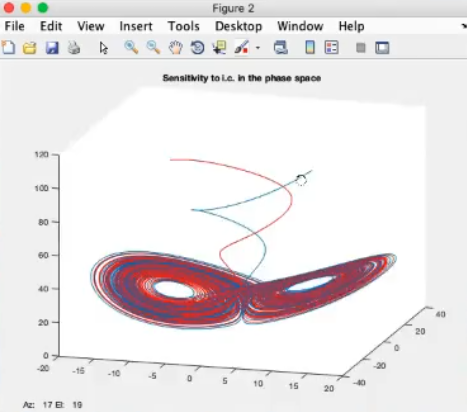 Figure 2
File Edit View Insert Tools Desktop Window Help
Sensitivity to i.c. in the phase space
120
100
80
60
40
20
0
-20 -15 -10 -5 0 5 10 15 20
-40 -20 0 20 40
Az: 17 El: 19